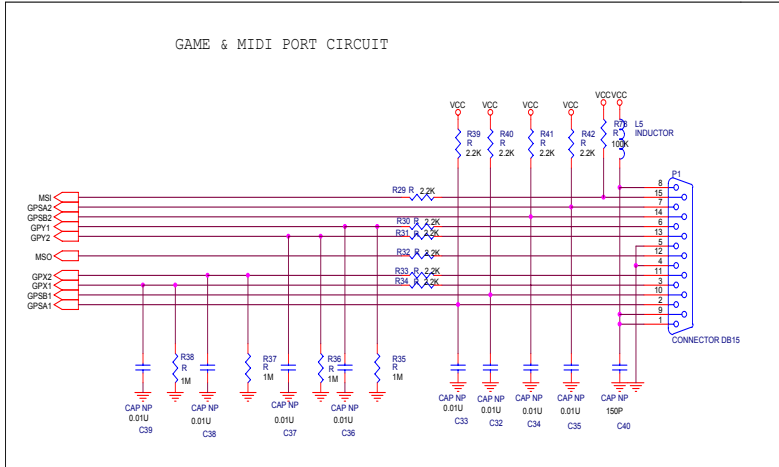 GAME & MIDI PORT CIRCUIT
VCC VCC VCC VCC VCC VCC
R39 R 2.2K
R40 R 2.2K
R41 R 2.2K
R42 R 2.2K
R78 R 100K
L5 INDUCTOR
P1
MSI
GPSA2
GPSB2
GPY1
GPY2
MSO
GPX2
GPX1
GPSB1
GPSA1
R29 R 2.2K
R30 R 2.2K
R31 R 2.2K
R32 R 2.2K
R33 R 2.2K
R34 R 2.2K
8
15
7
14
6
13
5
12
4
11
3
10
2
9
1
CONNECTOR DB15
R38 R 1M
R37 R 1M
R36 R 1M
R35 R 1M
CAP NP 0.01U C39
CAP NP 0.01U C38
CAP NP 0.01U C37
CAP NP 0.01U C36
CAP NP 0.01U C33
CAP NP 0.01U C32
CAP NP 0.01U C34
CAP NP 0.01U C35
CAP NP 150P C40